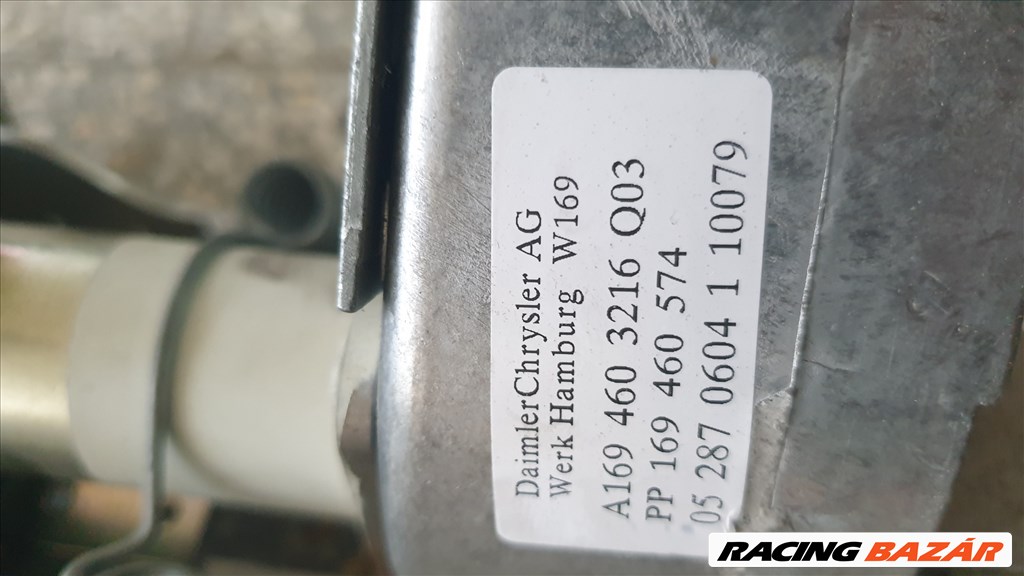 DaimlerChrysler AG
Werk Hamburg W169
A169 460 3216 Q03
PP 169 460 574
05 287 0604 1 10079
RACING BAZÁR